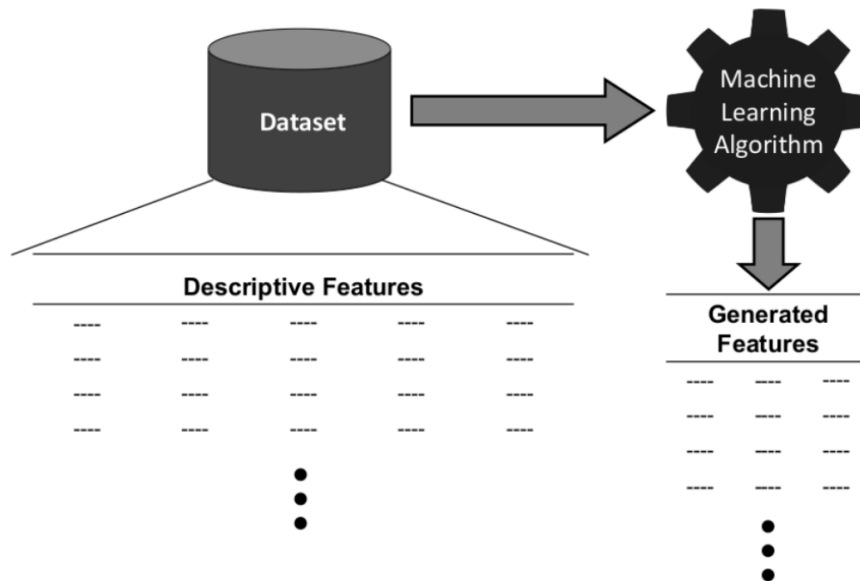 Dataset
Machine
Learning
Algorithm
Descriptive Features
---- ---- ---- ---- ----
---- ---- ---- ---- ----
---- ---- ---- ---- ----
---- ---- ---- ---- ----
Generated
Features
---- ---- ----
---- ---- ----
---- ---- ----
---- ---- ----